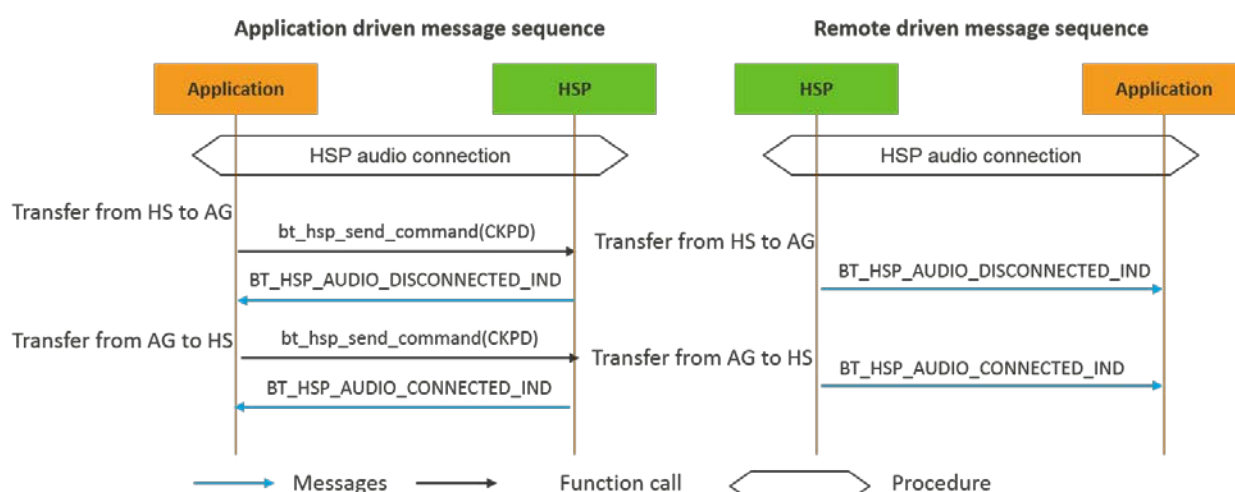 Application driven message sequence
Remote driven message sequence
Application
HSP
HSP
Application
HSP audio connection
HSP audio connection
Transfer from HS to AG
bt_hsp_send_command(CKPD)
Transfer from HS to AG
BT_HSP_AUDIO_DISCONNECTED_IND
BT_HSP_AUDIO_DISCONNECTED_IND
Transfer from AG to HS
bt_hsp_send_command(CKPD)
Transfer from AG to HS
BT_HSP_AUDIO_CONNECTED_IND
BT_HSP_AUDIO_CONNECTED_IND
Messages
Function call
Procedure